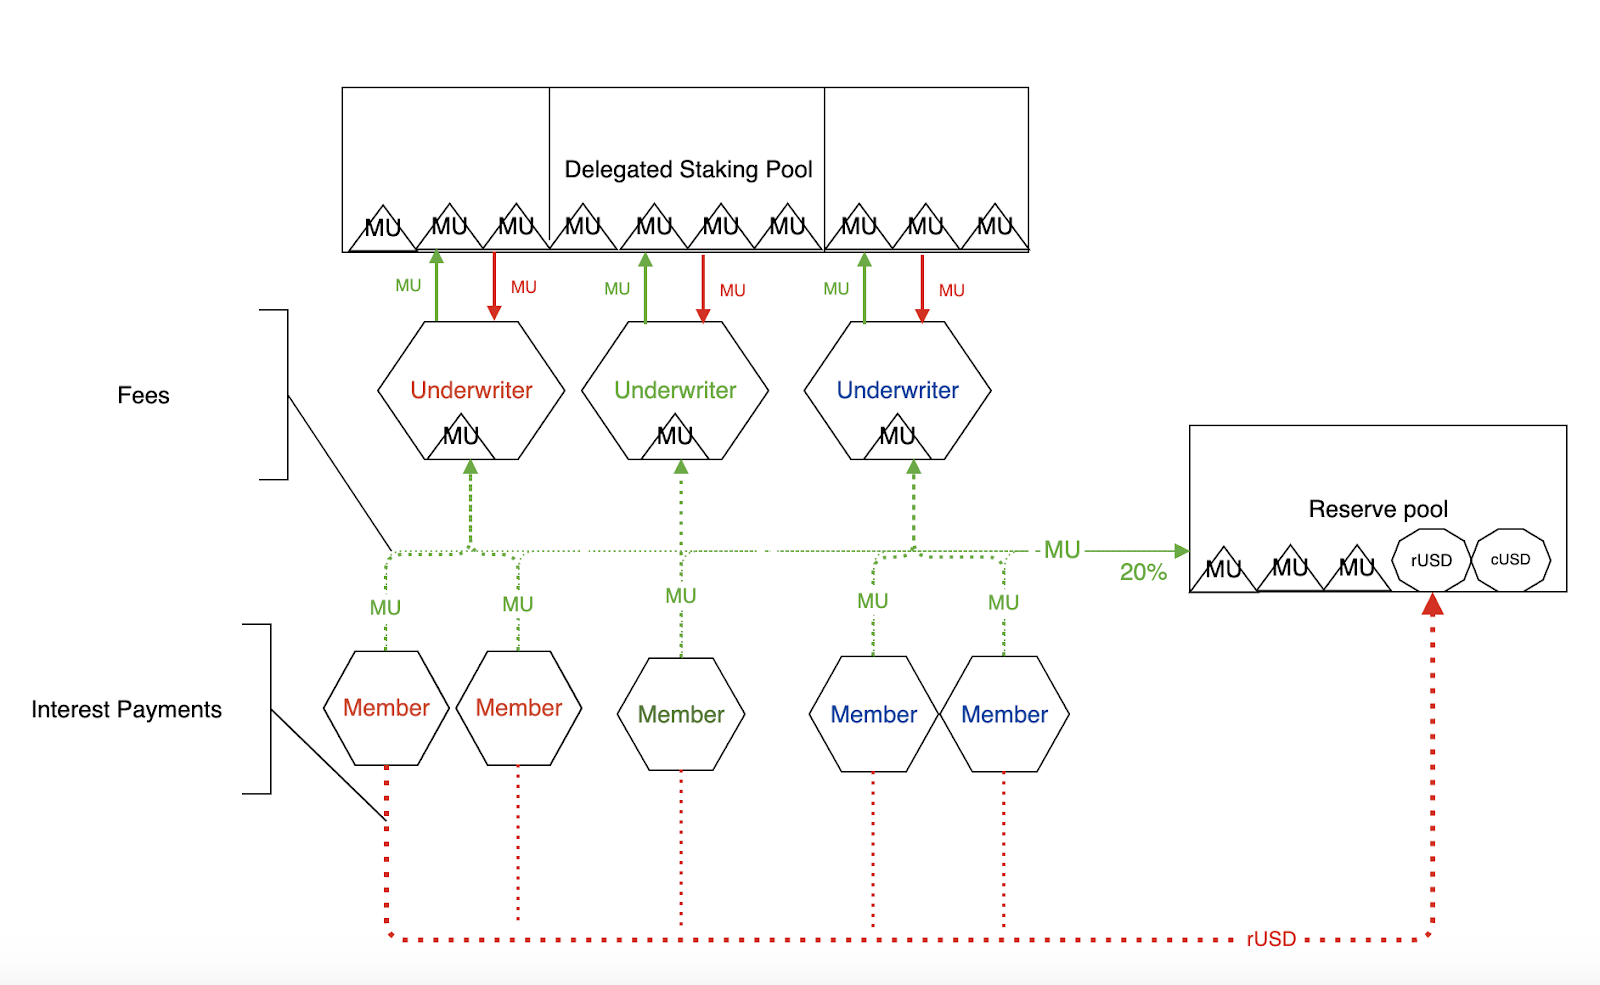 Delegated Staking Pool
MU MU MU MU MU MU MU MU MU MU
MU MU MU MU MU MU
Fees
Underwriter Underwriter Underwriter
MU MU MU
Reserve pool
MU MU MU rUSD cUSD
MU
20%
MU MU MU MU MU
Interest Payments
Member Member Member Member Member
rUSD